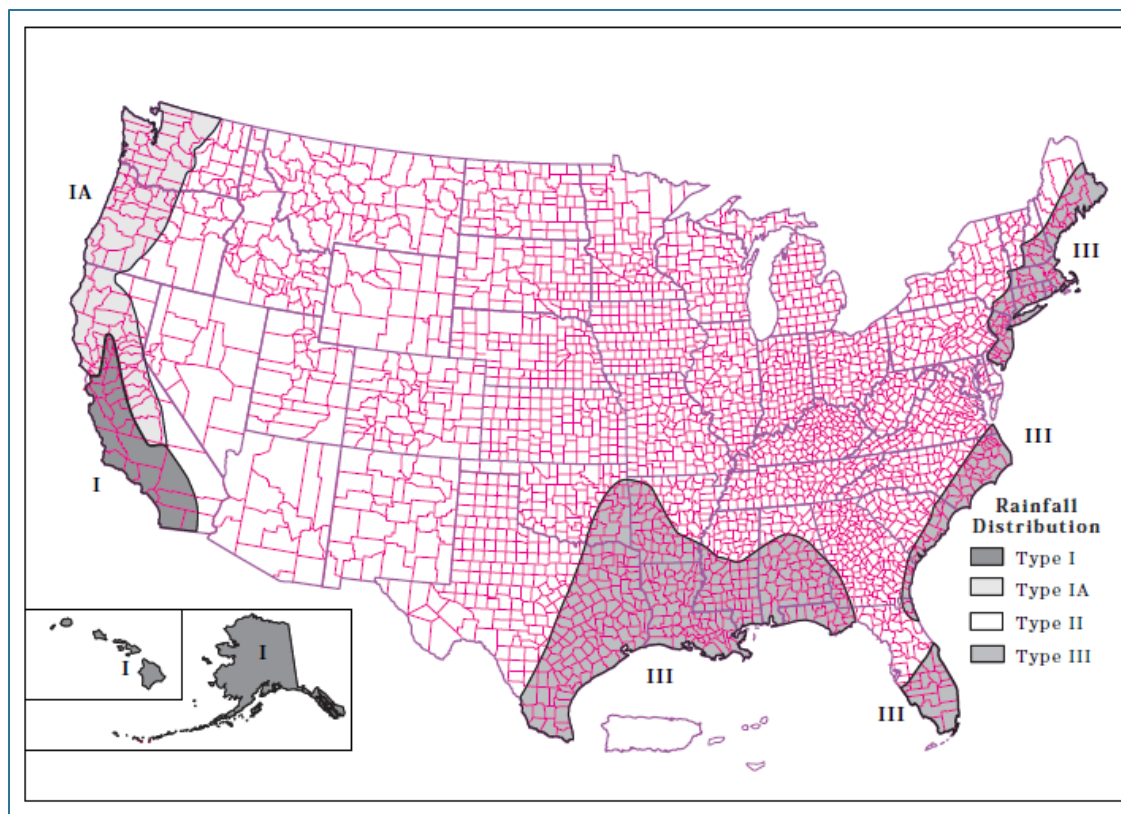 IA
III
III
Rainfall
Distribution
Type I
Type IA
Type II
Type III
I
I
I
III
III